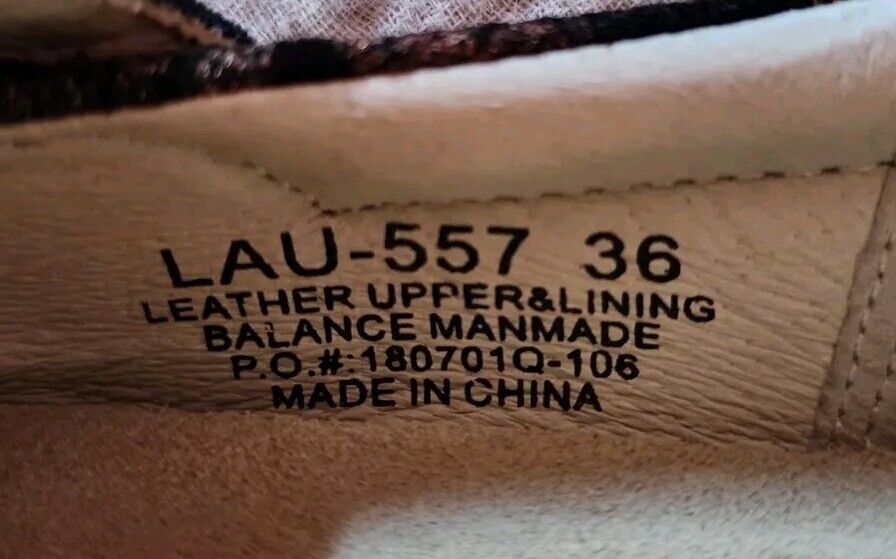 LAU-557 36
LEATHER UPPER&LINING
BALANCE MANMADE
P.O.#:180701Q-106
MADE IN CHINA